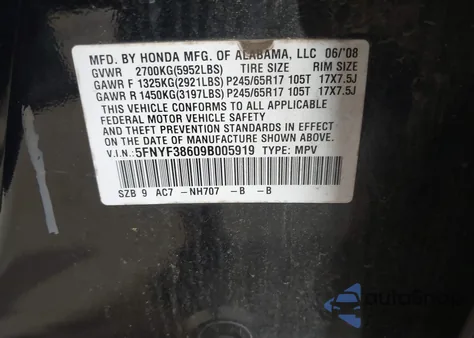 MFD. BY HONDA MFG. OF ALABAMA, LLC 06/'08
GVWR 2700KG(5952LBS) TIRE SIZE RIM SIZE
GAWR F 1325KG(2921LBS) P245/65R17 105T 17X7.5J
GAWR R 1450KG(3197LBS) P245/65R17 105T 17X7.5J
THIS VEHICLE CONFORMS TO ALL APPLICABLE
FEDERAL MOTOR VEHICLE SAFETY
AND THEFT PREVENTION STANDARDS IN EFFECT
ON THE DATE OF MANUFACTURE SHOWN ABOVE.
V.I.N.: 5FNYF38609B005919 TYPE: MPV
SZB 9 AC7 -NH707 -B -B